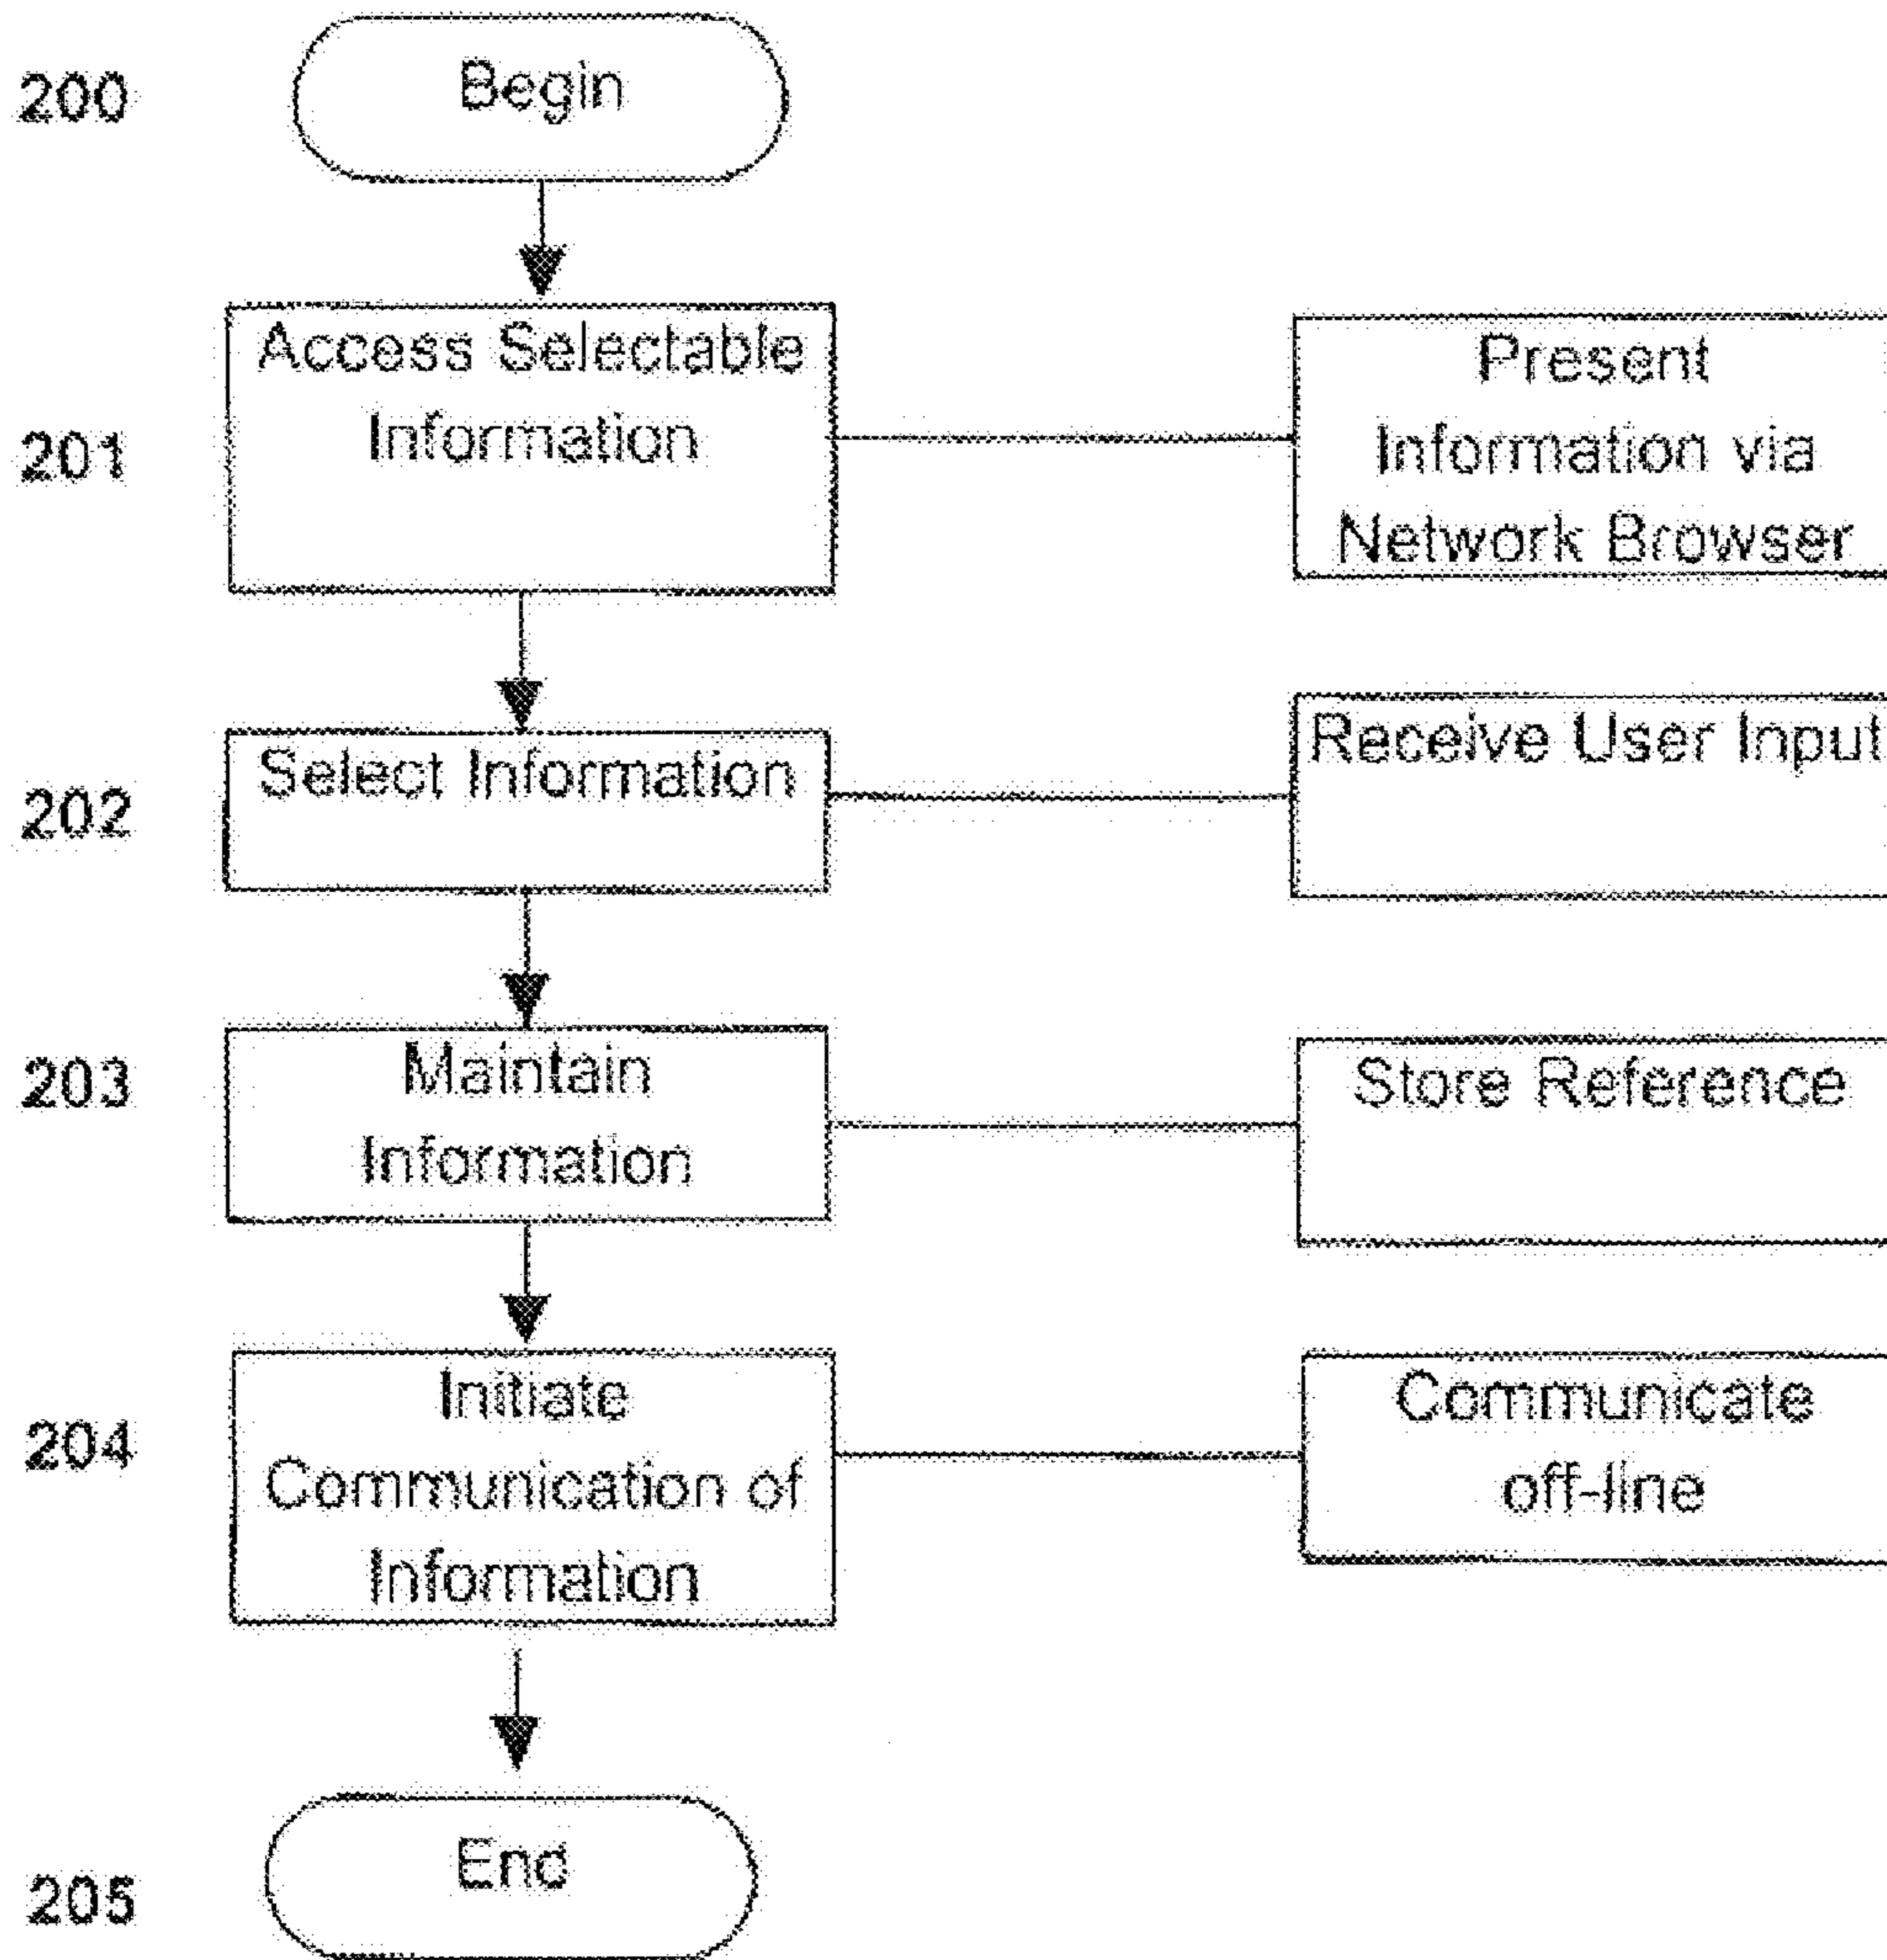 200
Begin
201
Access Selectable
Information
Present
Information via
Network Browser
202
Select Information
Receive User Input
203
Maintain
Information
Store Reference
204
Initiate
Communication of
Information
Communicate
off-line
205
End